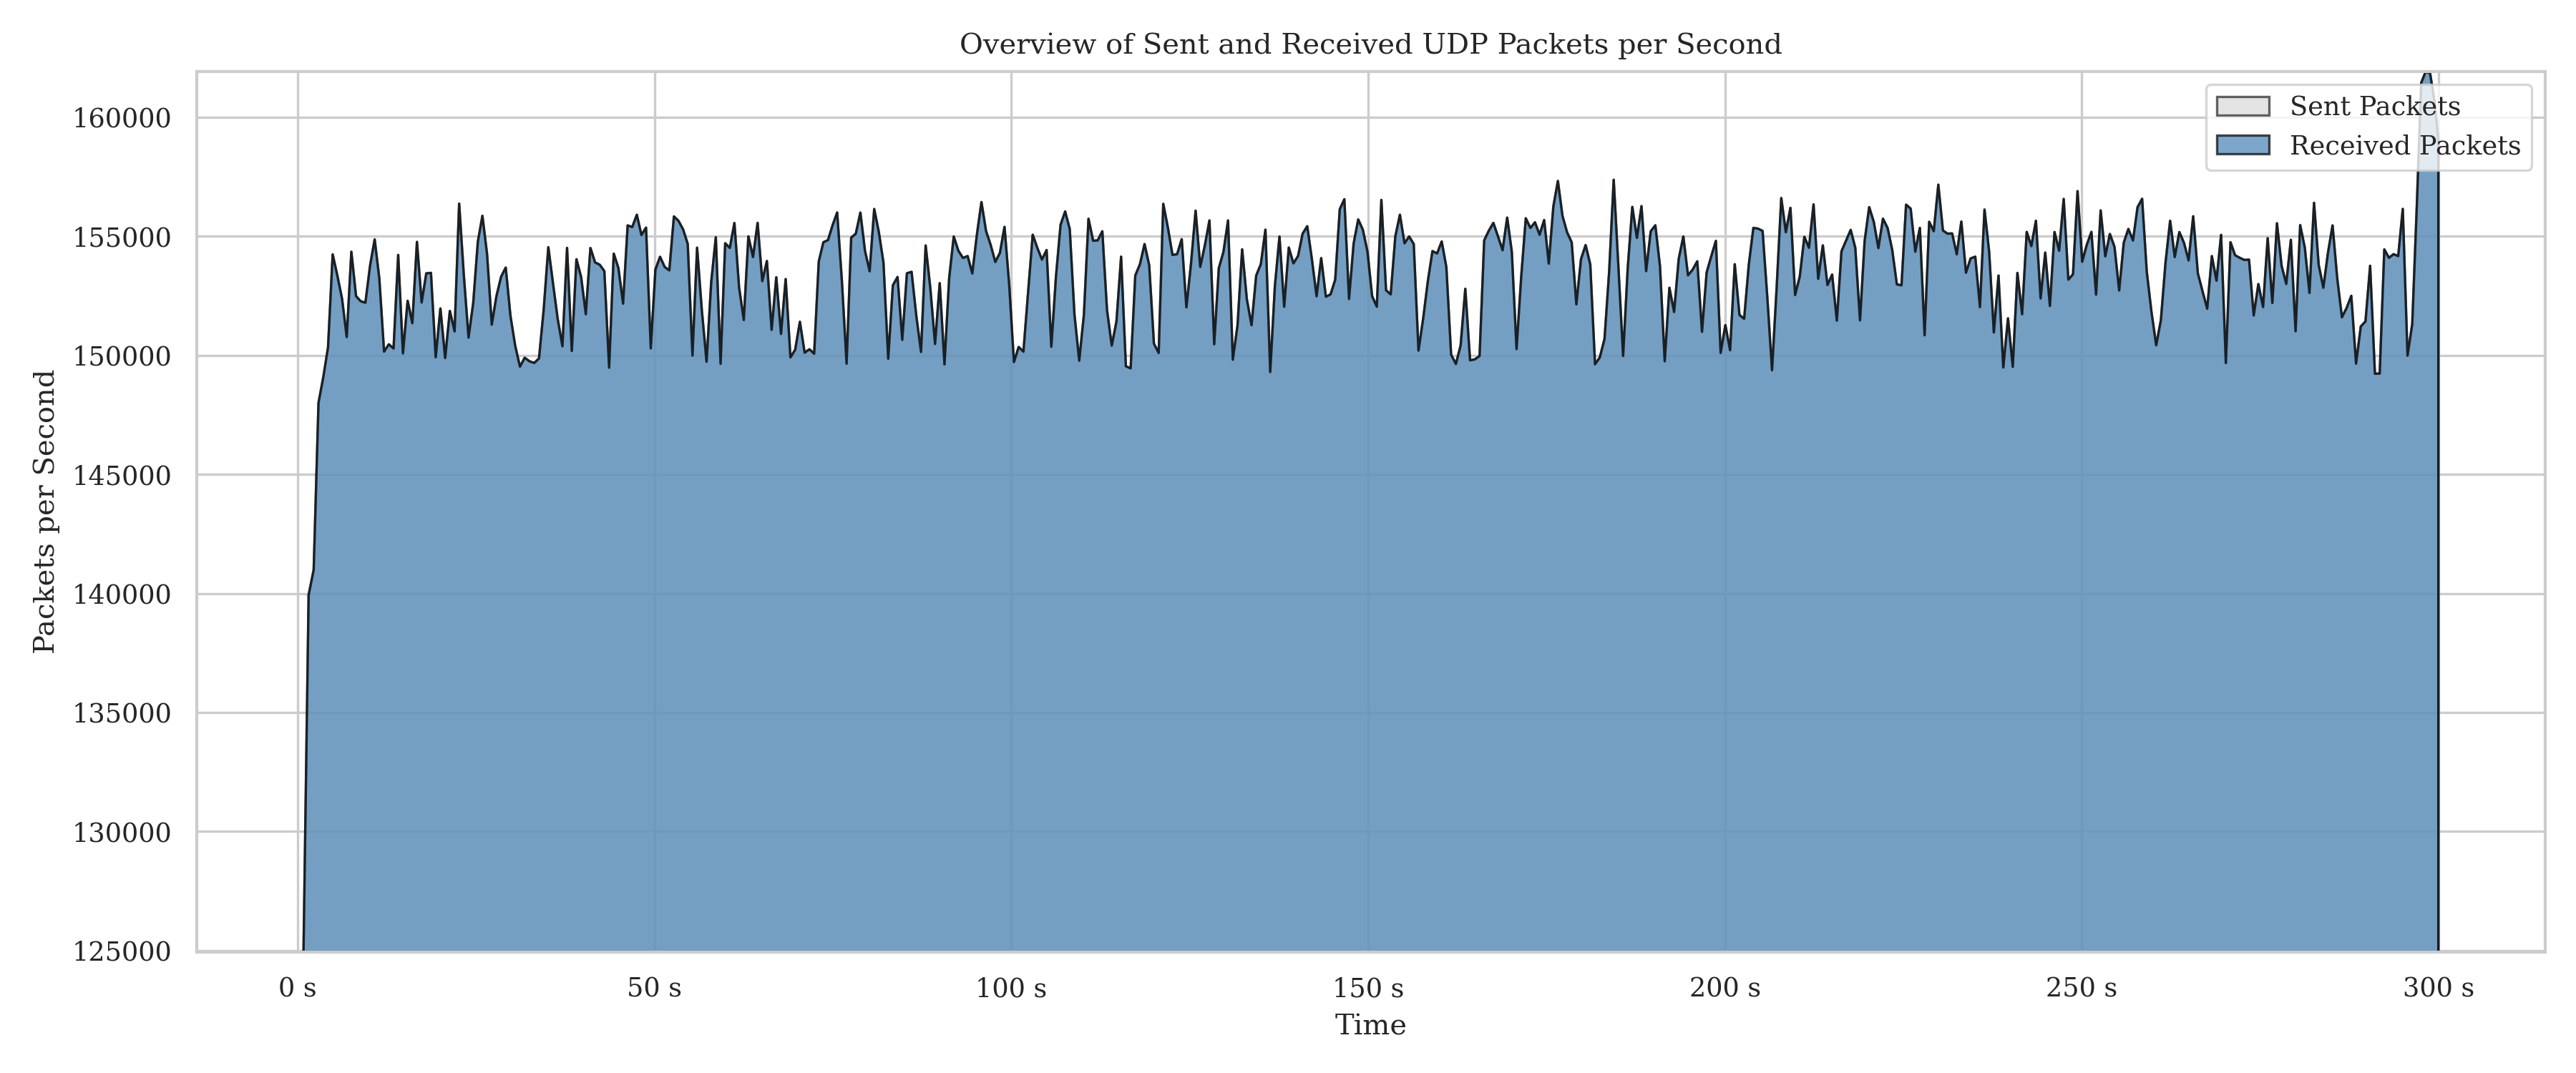 Overview of Sent and Received UDP Packets per Second
Packets per Second
160000
155000
150000
145000
140000
135000
130000
125000
Sent Packets
Received Packets
0 s
50 s
100 s
150 s
200 s
250 s
300 s
Time